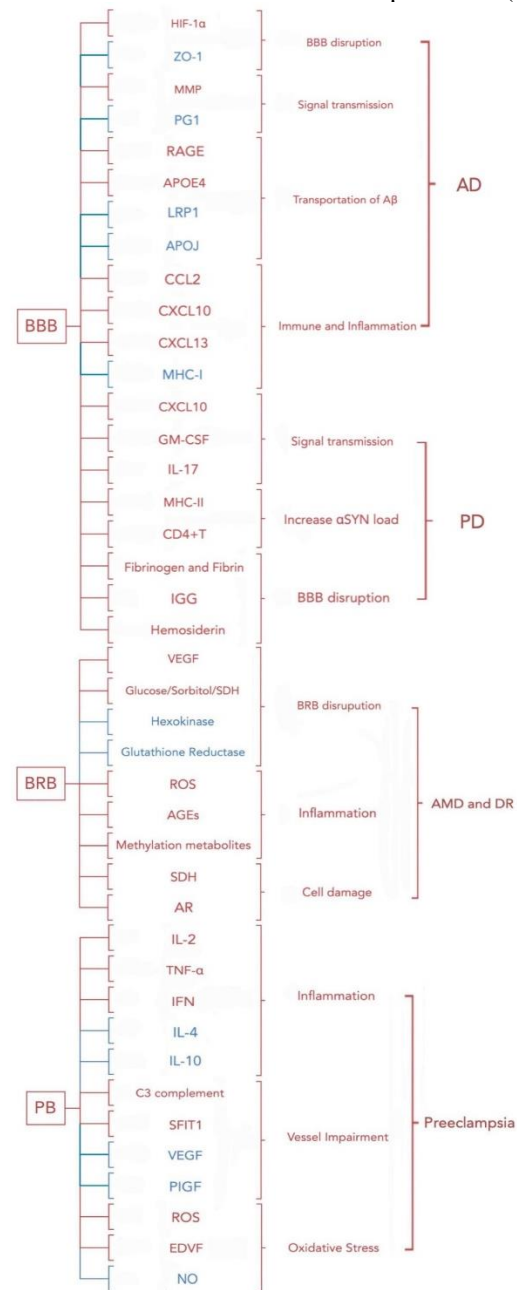 HIF-1α
BBB disruption
ZO-1
MMP
Signal transmission
PG1
RAGE
APOE4
Transportation of Aβ
AD
LRP1
APOJ
CCL2
CXCL10
BBB
Immune and Inflammation
CXCL13
MHC-I
CXCL10
GM-CSF
Signal transmission
IL-17
MHC-II
Increase αSYN load
PD
CD4+T
Fibrinogen and Fibrin
IGG
BBB disruption
Hemosiderin
VEGF
Glucose/Sorbitol/SDH
BRB disrupution
Hexokinase
Glutathione Reductase
BRB
ROS
AMD and DR
AGEs
Inflammation
Methylation metabolites
SDH
Cell damage
AR
IL-2
TNF-α
IFN
Inflammation
IL-4
IL-10
C3 complement
PB
SFIT1
Vessel Impairment
Preeclampsia
VEGF
PIGF
ROS
EDVF
Oxidative Stress
NO